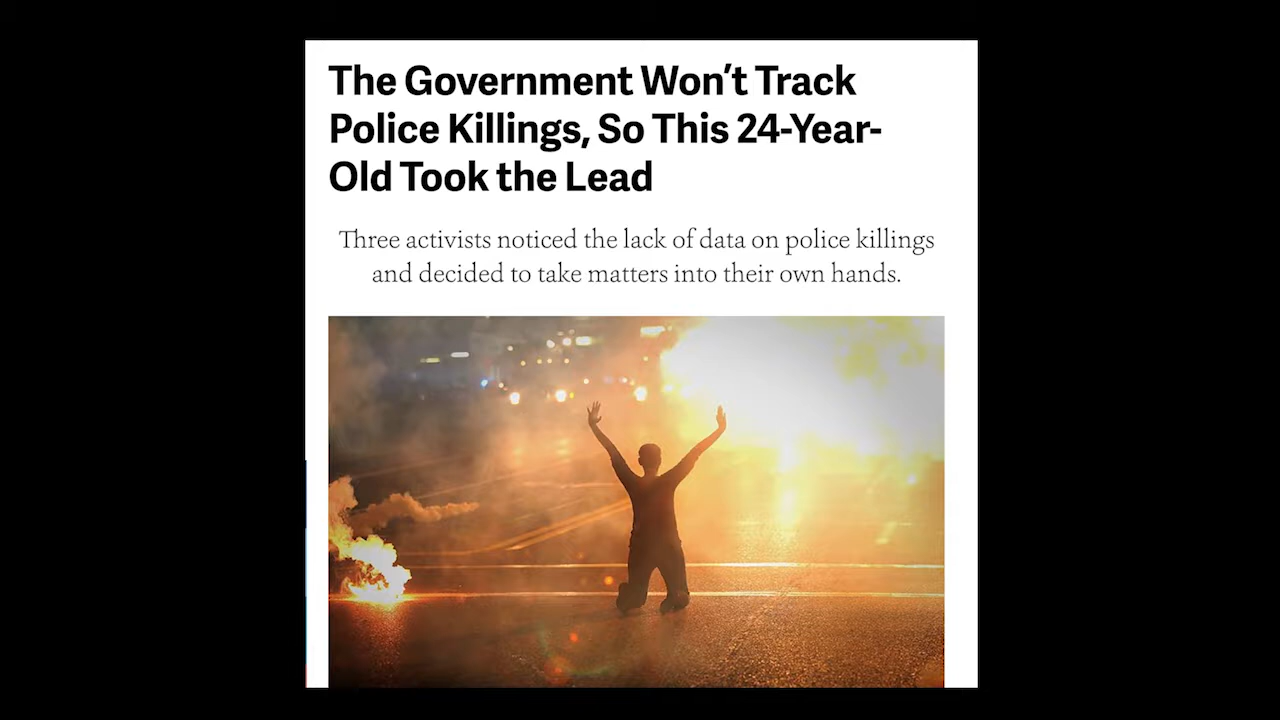 The Government Won’t Track
Police Killings, So This 24-Year-
Old Took the Lead
Three activists noticed the lack of data on police killings
and decided to take matters into their own hands.